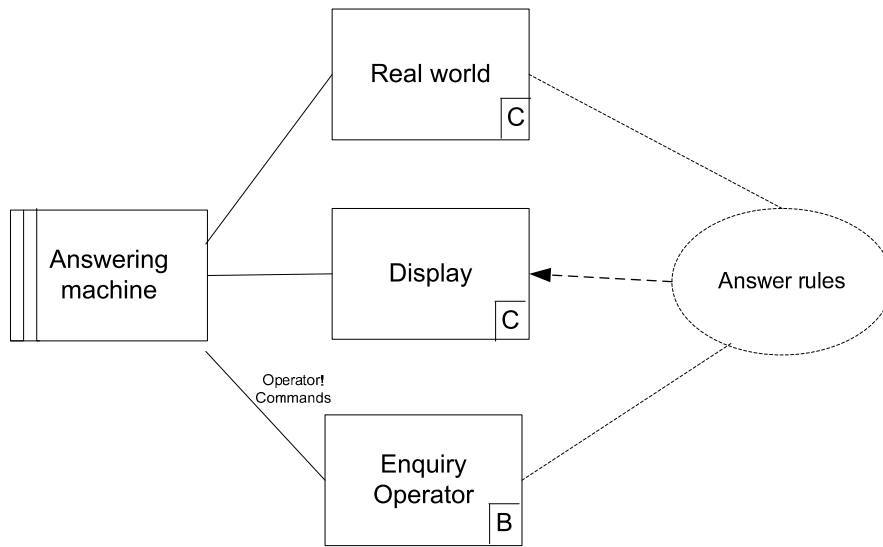 Real world
C
Answering
machine
Display
C
Answer rules
Operator!
Commands
Enquiry
Operator
B